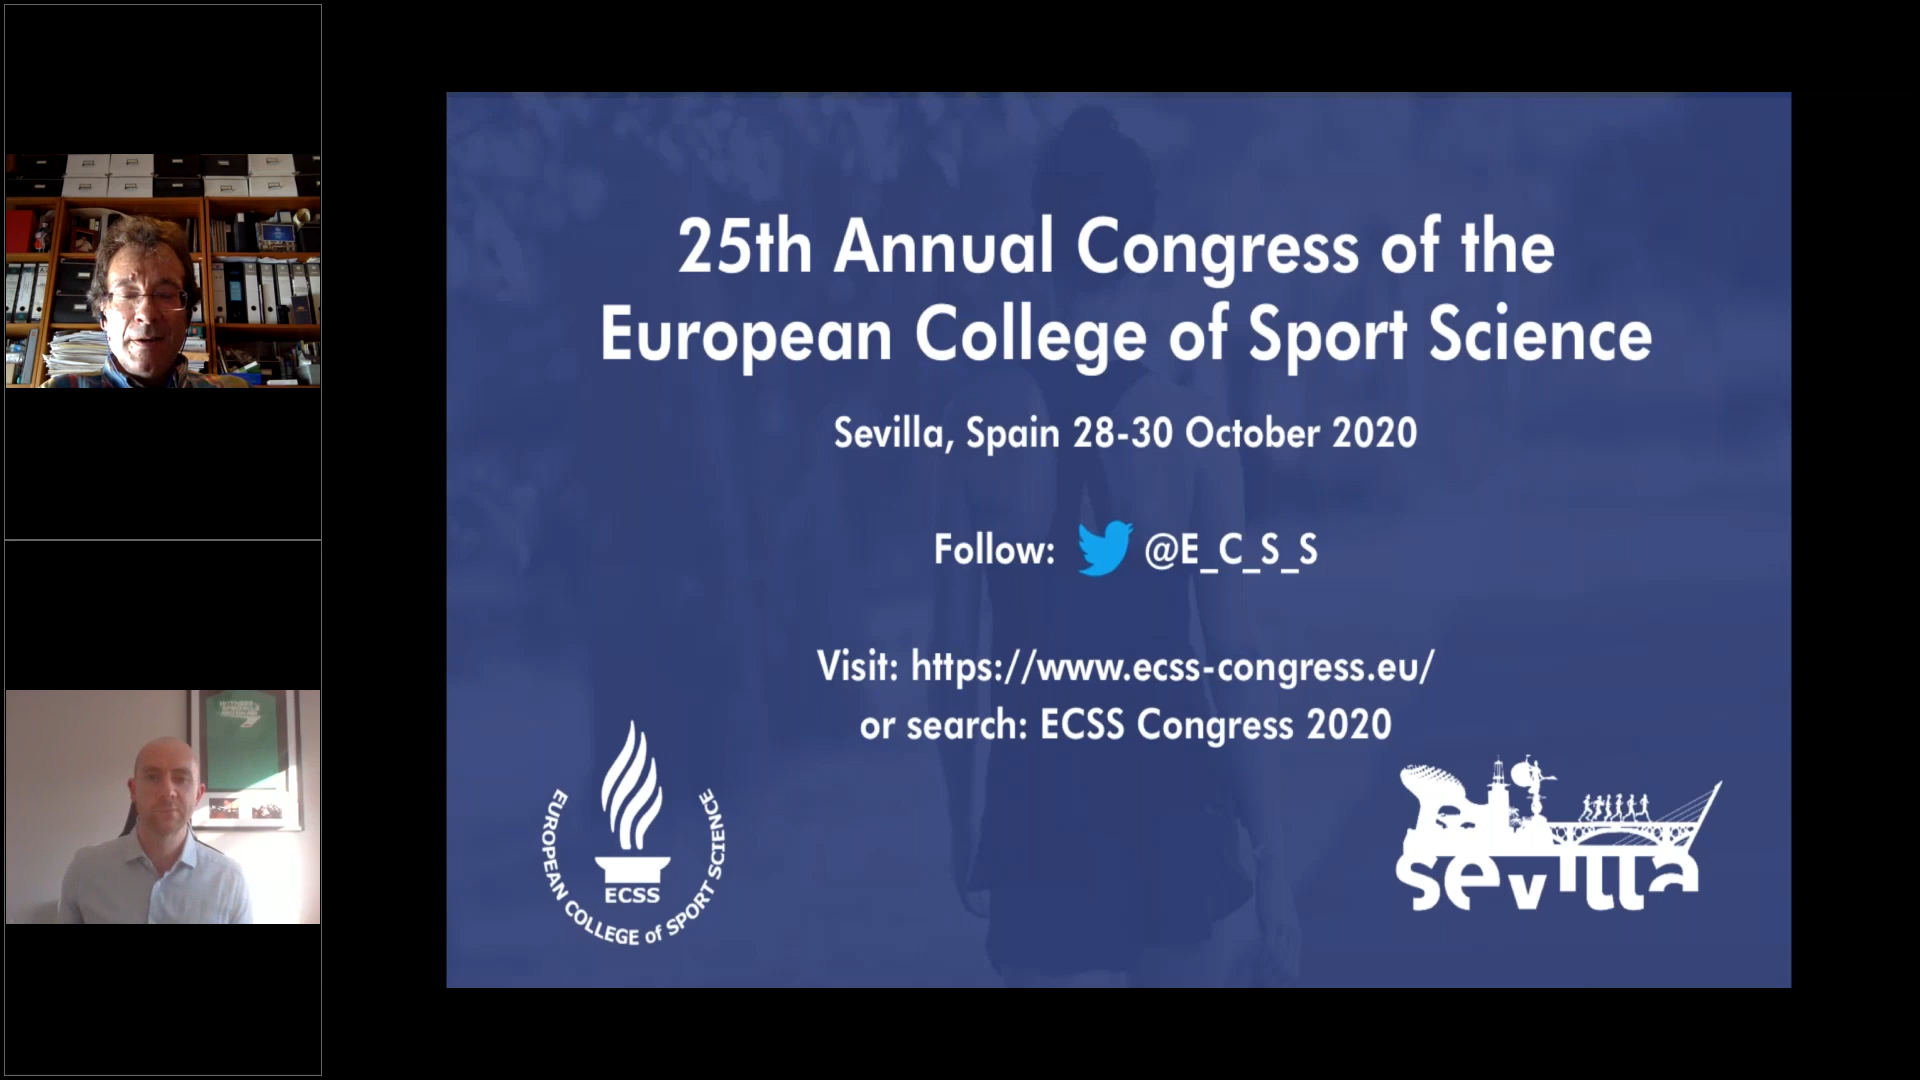 25th Annual Congress of the
European College of Sport Science
Sevilla, Spain 28-30 October 2020
Follow: @E_C_S_S
Visit: https://www.ecss-congress.eu/
or search: ECSS Congress 2020
ECSS
EUROPEAN COLLEGE of SPORT SCIENCE
sevilla